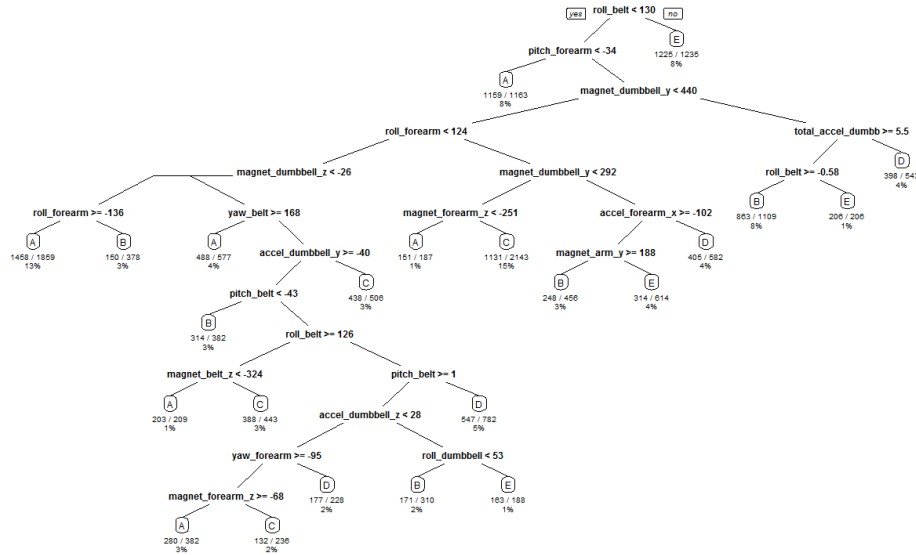 yes roll_belt < 130 no
pitch_forearm < -34
E
1225 / 1235
8%
A
1159 / 1163
8%
magnet_dumbbell_y < 440
roll_forearm < 124
total_accel_dumbb >= 5.5
magnet_dumbbell_z < -26
magnet_dumbbell_y < 292
roll_belt >= -0.58
D
398 / 543
4%
roll_forearm >= -136
yaw_belt >= 168
magnet_forearm_z < -251
accel_forearm_x >= -102
B
863 / 1109
8%
E
206 / 206
1%
A
1458 / 1859
13%
B
150 / 378
3%
A
488 / 577
4%
accel_dumbbell_y >= -40
A
151 / 187
1%
C
1131 / 2143
15%
magnet_arm_y >= 188
D
405 / 582
4%
pitch_belt < -43
C
438 / 506
3%
B
248 / 456
3%
E
314 / 614
4%
B
314 / 382
3%
roll_belt >= 126
magnet_belt_z < -324
pitch_belt >= 1
A
203 / 209
1%
C
388 / 443
3%
accel_dumbbell_z < 28
D
547 / 782
5%
yaw_forearm >= -95
roll_dumbbell < 53
magnet_forearm_z >= -68
D
177 / 228
2%
B
171 / 310
2%
E
163 / 188
1%
A
280 / 382
3%
C
132 / 236
2%